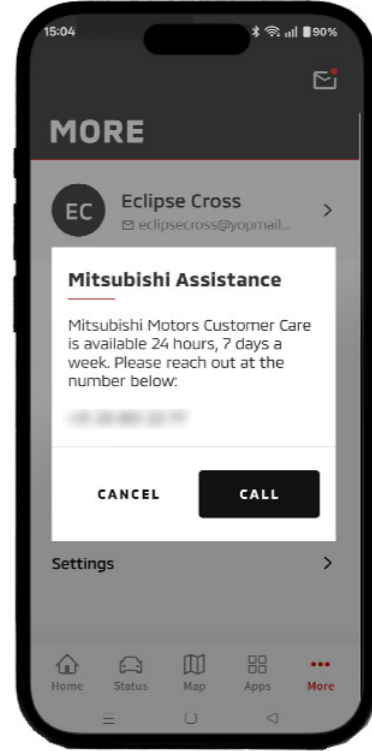 15:04
90%
MORE
EC
Eclipse Cross
eclipsecross@yopmail...
Mitsubishi Assistance
Mitsubishi Motors Customer Care
is available 24 hours, 7 days a
week. Please reach out at the
number below:
CANCEL
CALL
Settings
Home
Status
Map
Apps
More